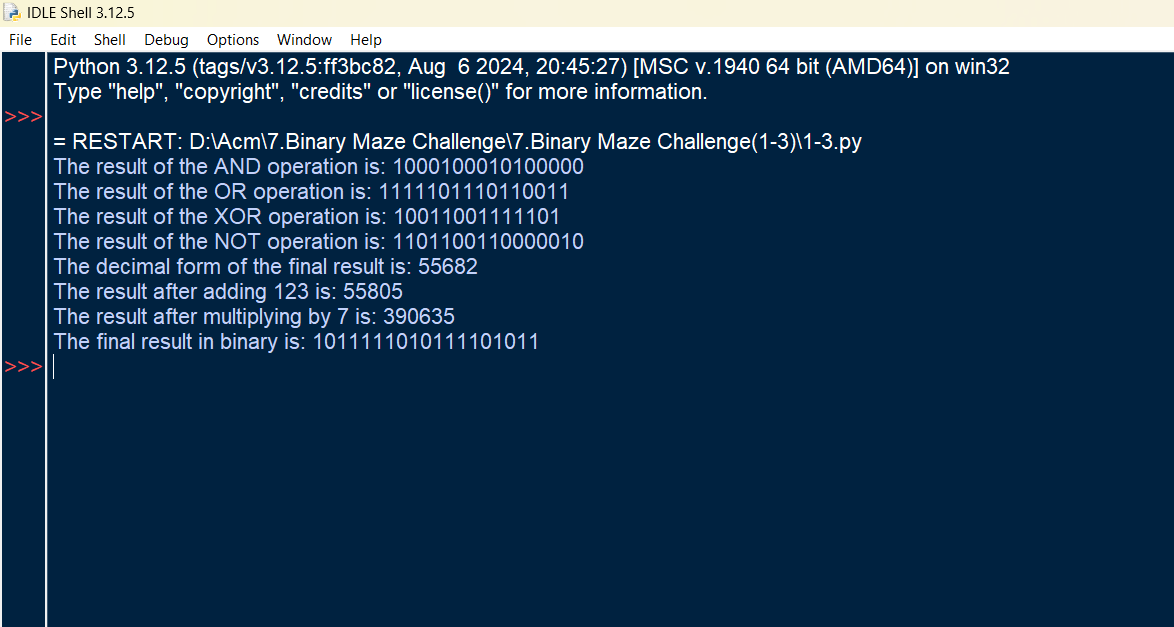 IDLE Shell 3.12.5
File Edit Shell Debug Options Window Help
Python 3.12.5 (tags/v3.12.5:ff3bc82, Aug  6 2024, 20:45:27) [MSC v.1940 64 bit (AMD64)] on win32
Type "help", "copyright", "credits" or "license()" for more information.
>>>
= RESTART: D:\Acm\7.Binary Maze Challenge\7.Binary Maze Challenge(1-3)\1-3.py
The result of the AND operation is: 1000100010100000
The result of the OR operation is: 1111101110110011
The result of the XOR operation is: 10011001111101
The result of the NOT operation is: 1101100110000010
The decimal form of the final result is: 55682
The result after adding 123 is: 55805
The result after multiplying by 7 is: 390635
The final result in binary is: 1011111010111101011
>>>